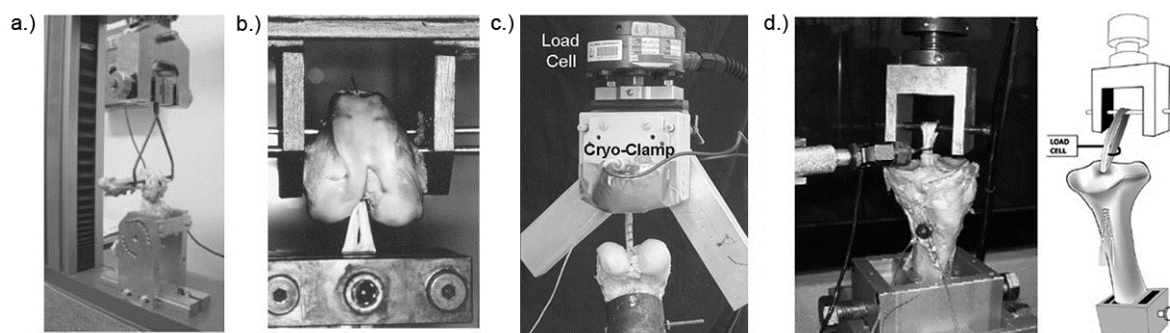 a.)
b.)
c.)
d.)
Load
Cell
Cryo-Clamp
LOAD
CELL